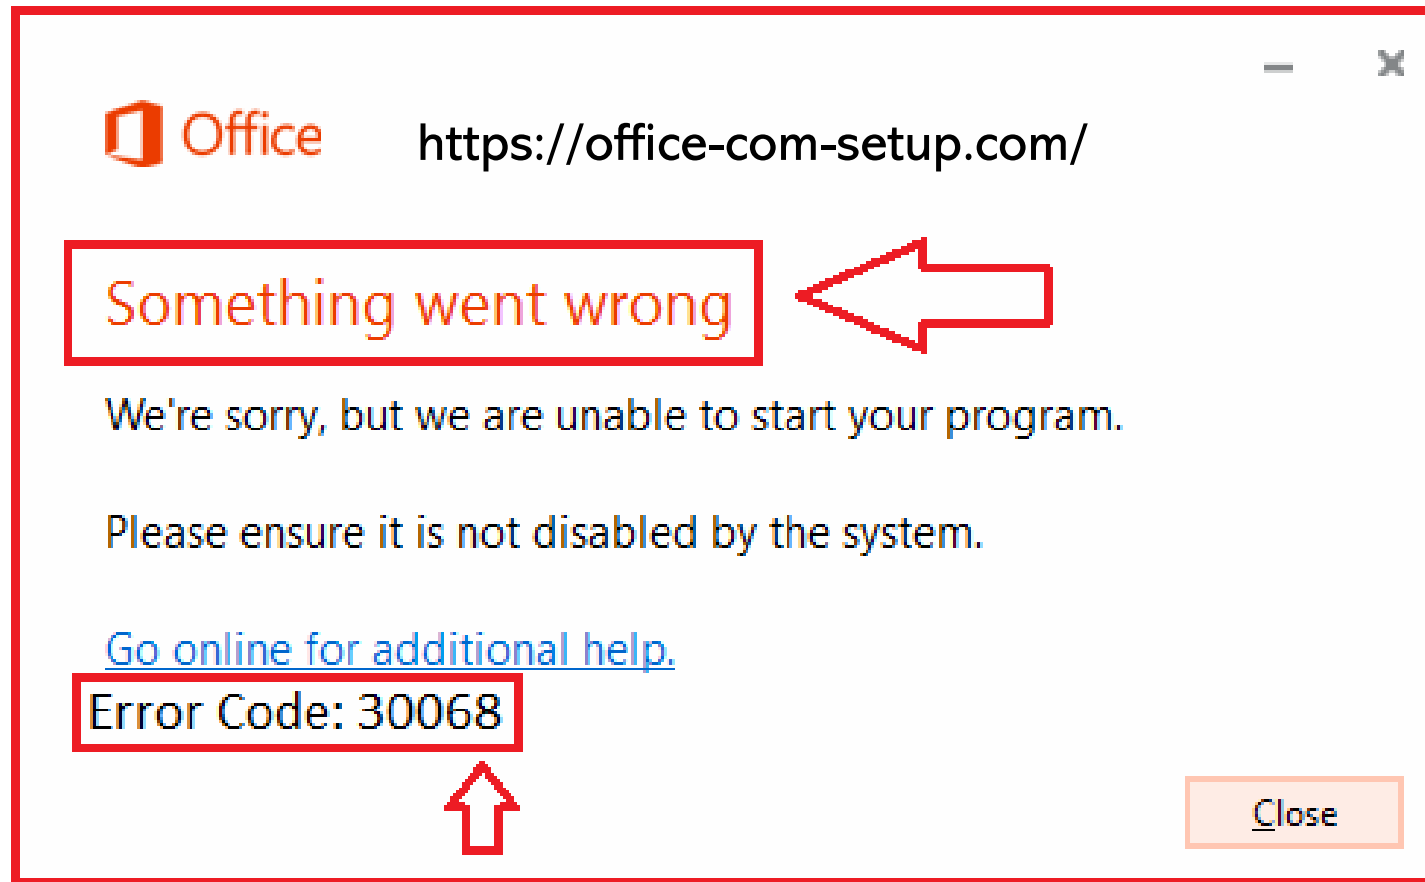 Office https://office-com-setup.com/
Something went wrong
We're sorry, but we are unable to start your program.
Please ensure it is not disabled by the system.
Go online for additional help.
Error Code: 30068
Close